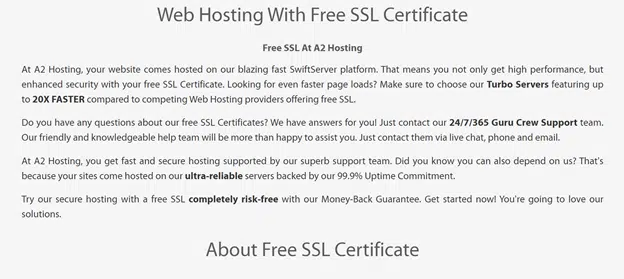 Web Hosting With Free SSL Certificate
Free SSL At A2 Hosting
At A2 Hosting, your website comes hosted on our blazing fast SwiftServer platform. That means you not only get high performance, but
enhanced security with your free SSL Certificate. Looking for even faster page loads? Make sure to choose our Turbo Servers featuring up
to 20X FASTER compared to competing Web Hosting providers offering free SSL.
Do you have any questions about our free SSL Certificates? We have answers for you! Just contact our 24/7/365 Guru Crew Support team.
Our friendly and knowledgeable help team will be more than happy to assist you. Just contact them via live chat, phone and email.
At A2 Hosting, you get fast and secure hosting supported by our superb support team. Did you know you can also depend on us? That's
because your sites come hosted on our ultra-reliable servers backed by our 99.9% Uptime Commitment.
Try our secure hosting with a free SSL completely risk-free with our Money-Back Guarantee. Get started now! You're going to love our
solutions.
About Free SSL Certificate